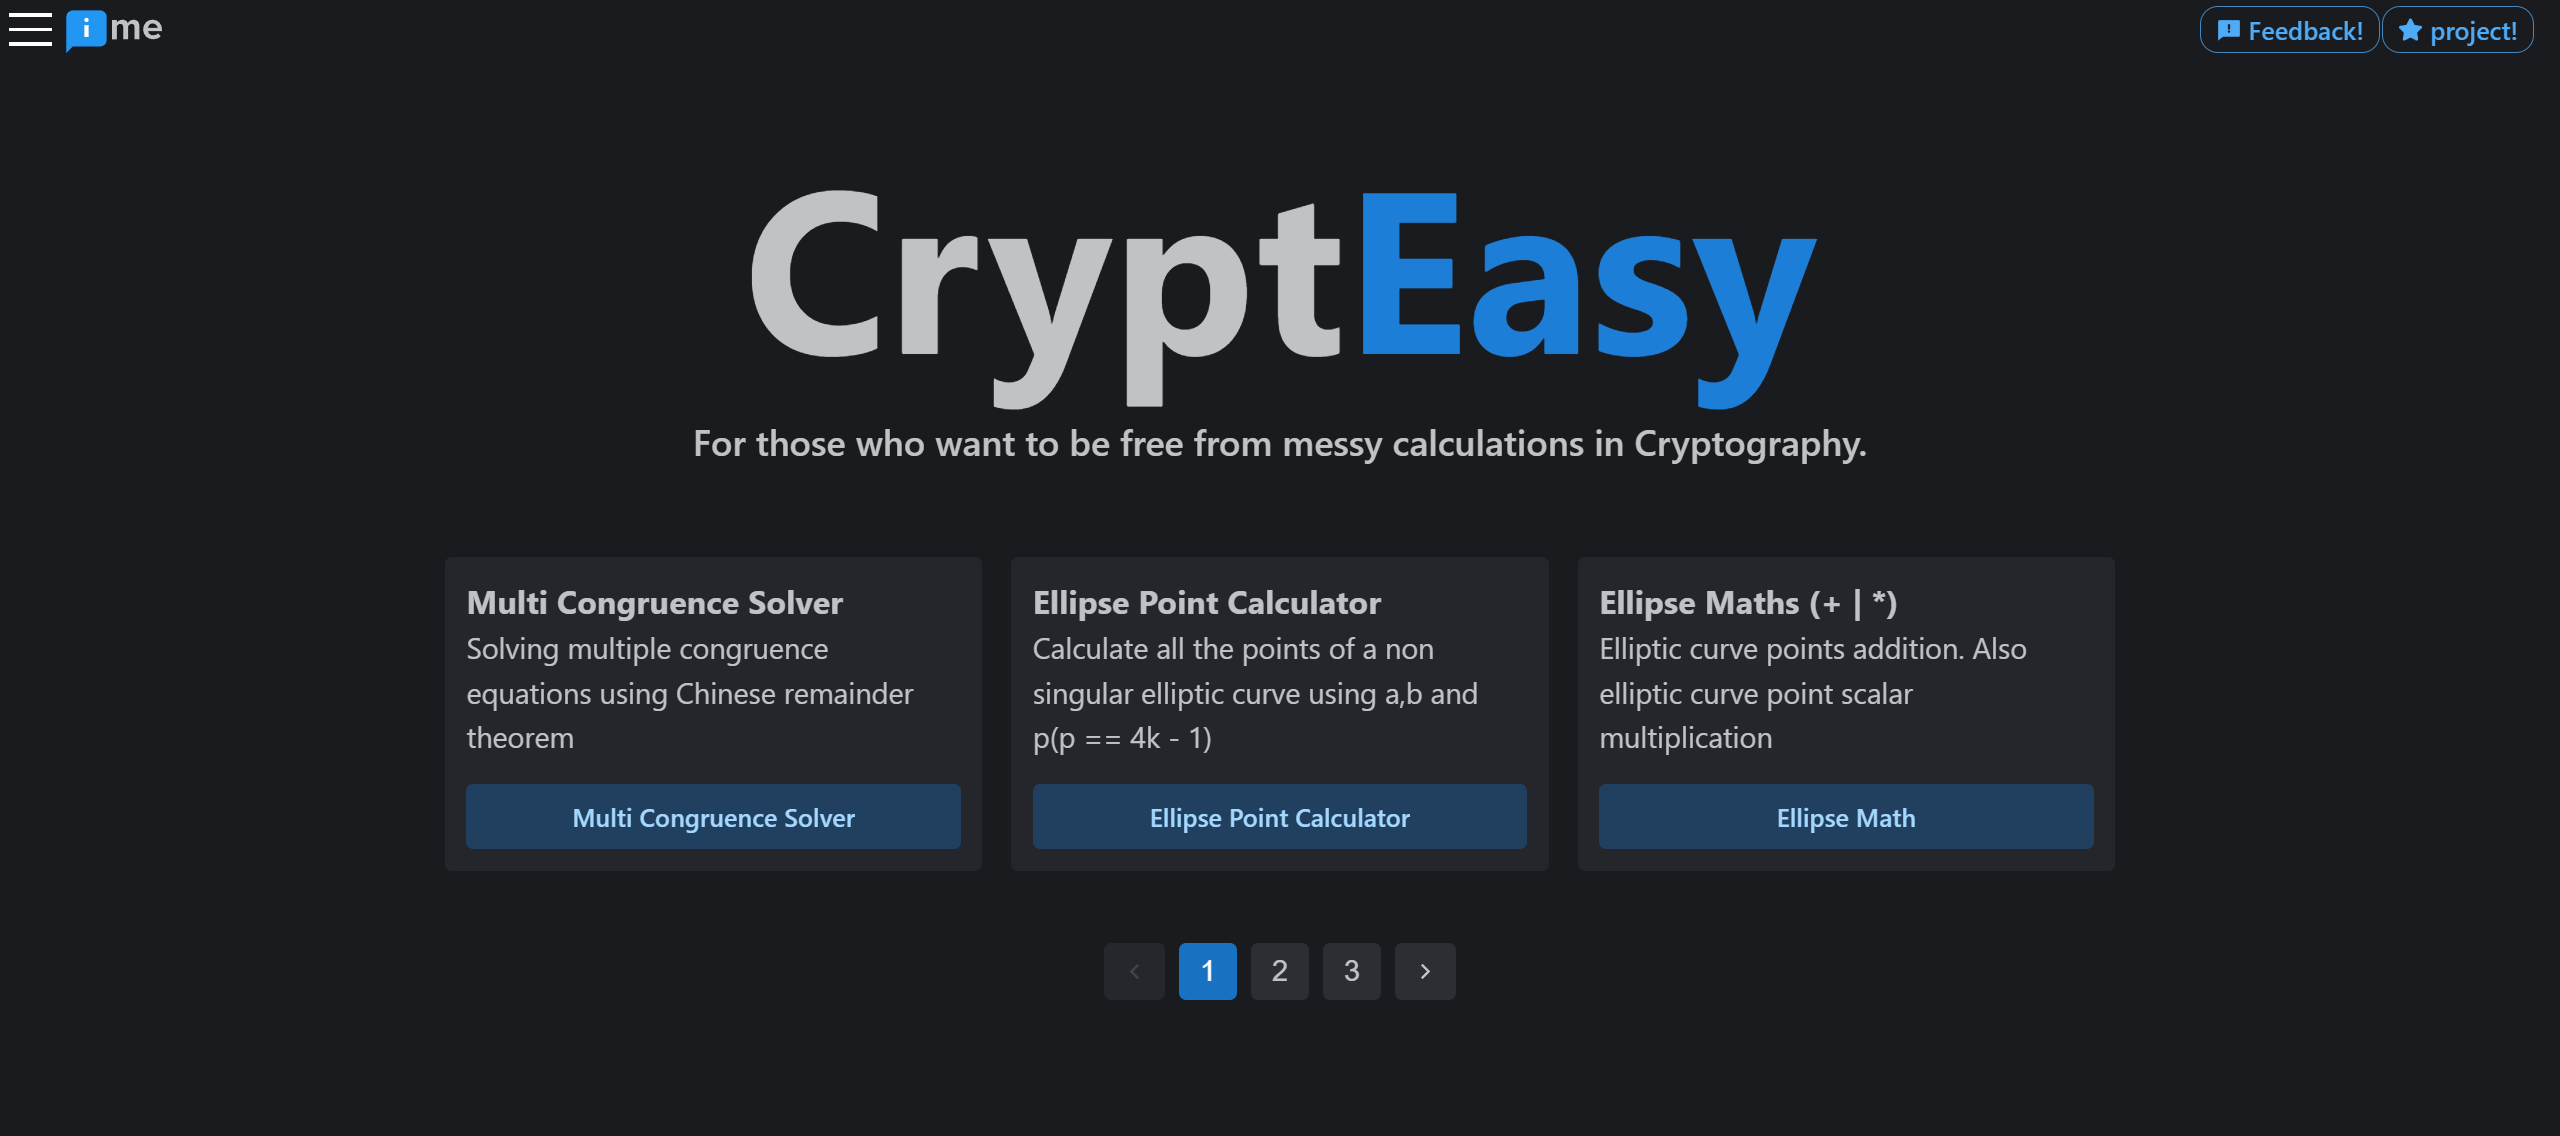 i me
Feedback! project!
CryptEasy
For those who want to be free from messy calculations in Cryptography.
Multi Congruence Solver
Solving multiple congruence
equations using Chinese remainder
theorem
Multi Congruence Solver
Ellipse Point Calculator
Calculate all the points of a non
singular elliptic curve using a,b and
p(p == 4k - 1)
Ellipse Point Calculator
Ellipse Maths (+ | *)
Elliptic curve points addition. Also
elliptic curve point scalar
multiplication
Ellipse Math
1 2 3